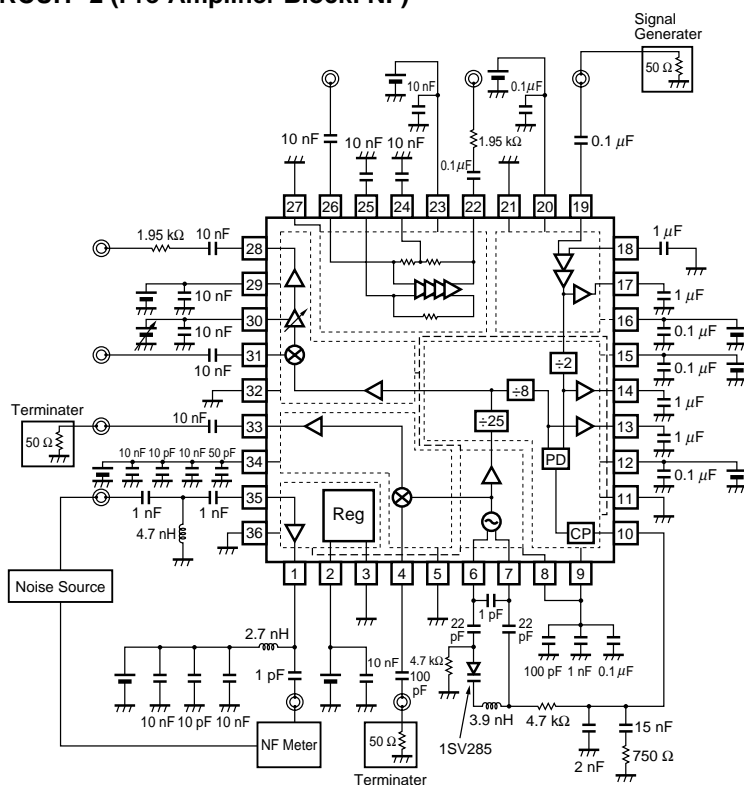 Signal
Generater
50 Ω
10 nF
0.1 µF
10 nF
10 nF
10 nF
0.1 µF
1.95 kΩ
0.1 µF
27
26
25
24
23
22
21
20
19
1.95 kΩ
10 nF
28
18
1 µF
29
10 nF
17
1 µF
30
10 nF
16
0.1 µF
31
10 nF
15
0.1 µF
÷2
32
÷8
14
1 µF
Terminater
50 Ω
10 nF
33
÷25
13
1 µF
10 nF 10 pF 10 nF 50 pF
34
PD
12
0.1 µF
35
1 nF
1 nF
11
4.7 nH
36
Reg
CP
10
1
2
3
4
5
6
7
8
9
Noise Source
1 pF
22
pF
22
pF
2.7 nH
1 pF
10 nF
100
pF
4.7 kΩ
100 pF
1 nF
0.1 µF
10 nF
10 pF
10 nF
3.9 nH
4.7 kΩ
15 nF
1SV285
2 nF
750 Ω
NF Meter
50 Ω
Terminater